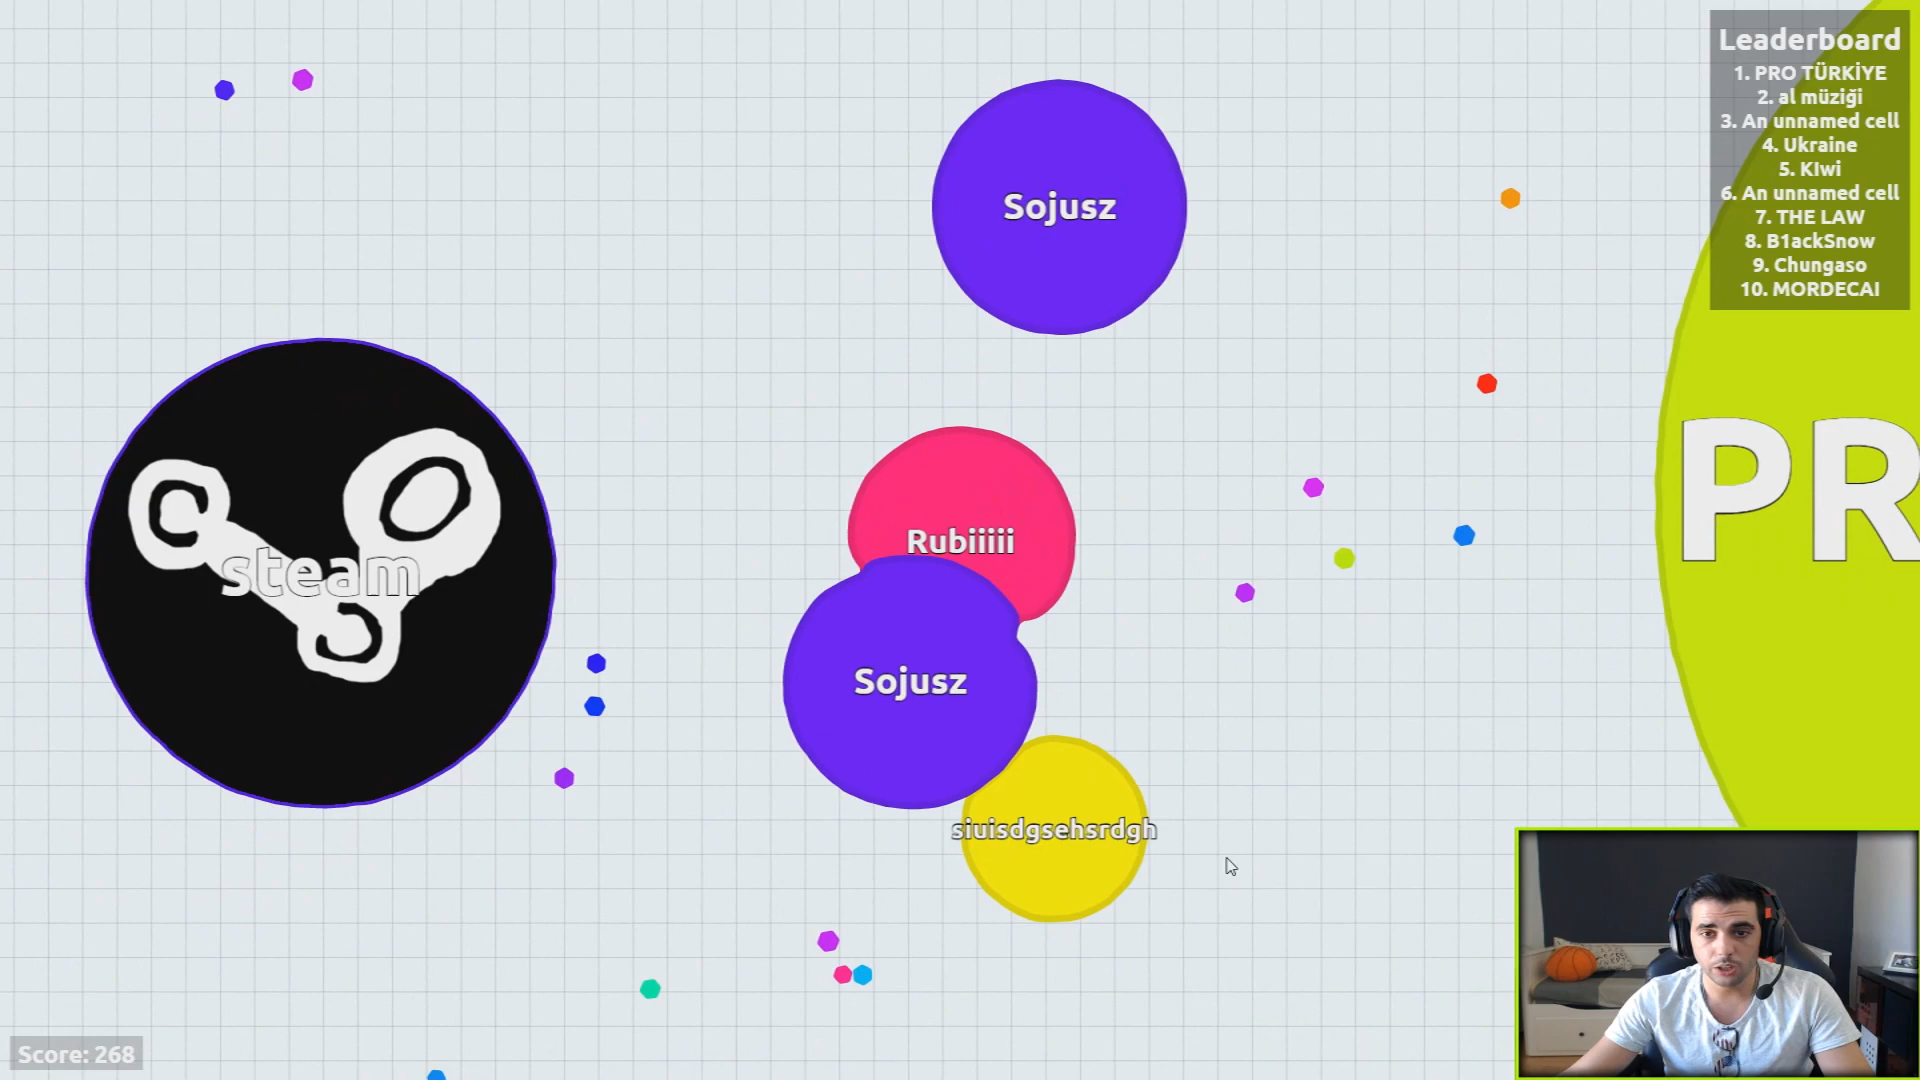 Leaderboard
1. PRO TÜRKİYE
2. al müziği
3. An unnamed cell
4. Ukraine
5. KIwi
6. An unnamed cell
7. THE LAW
8. B1ackSnow
9. Chungaso
10. MORDECAI
Sojusz
PR
Rubiiiii
steam
Sojusz
siuisdgsehsrdgh
Score: 268